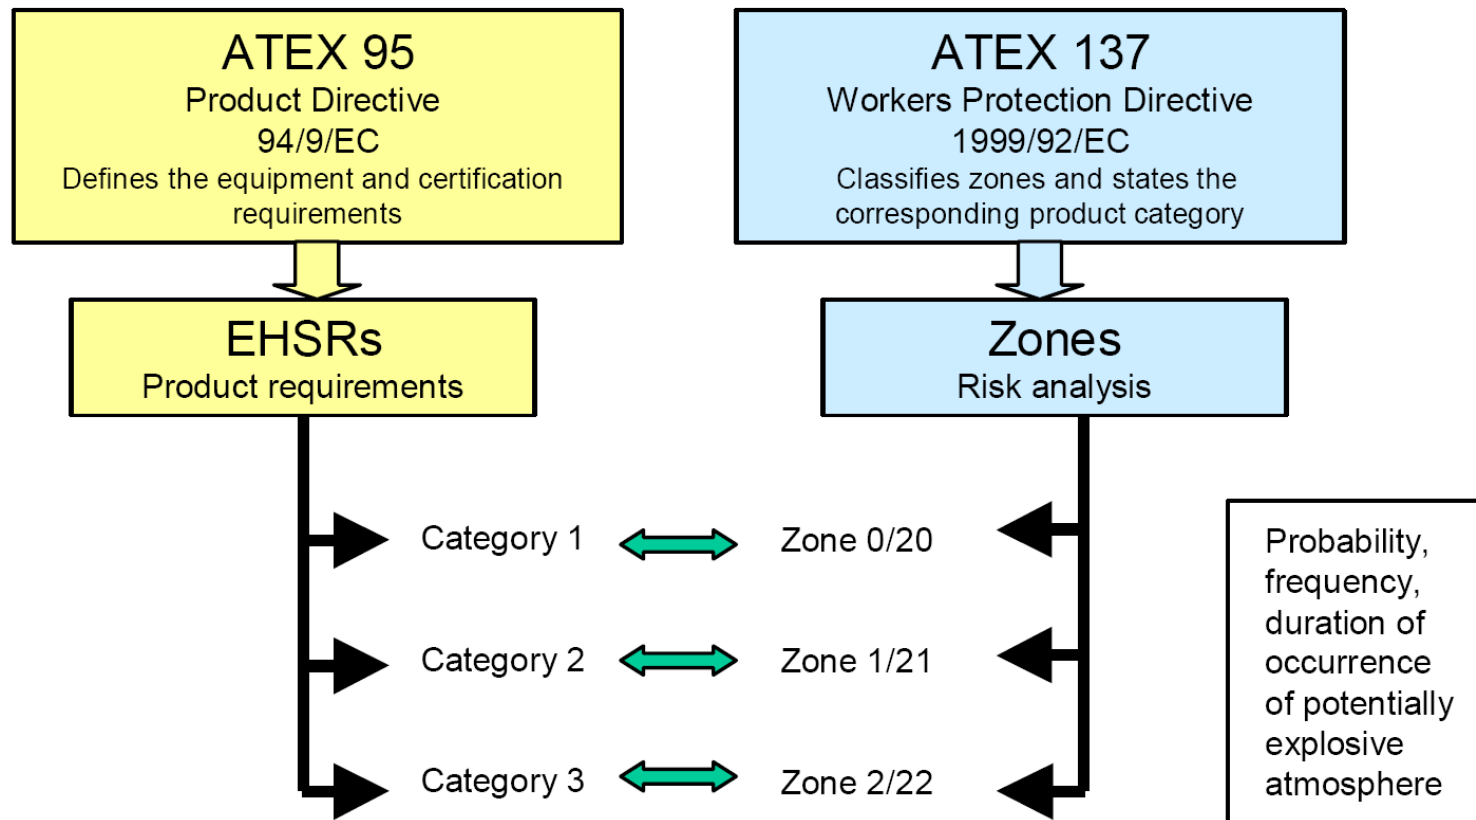 ATEX 95
Product Directive
94/9/EC
Defines the equipment and certification
requirements
ATEX 137
Workers Protection Directive
1999/92/EC
Classifies zones and states the
corresponding product category
EHSRs
Product requirements
Zones
Risk analysis
Category 1
Zone 0/20
Category 2
Zone 1/21
Category 3
Zone 2/22
Probability,
frequency,
duration of
occurrence
of potentially
explosive
atmosphere